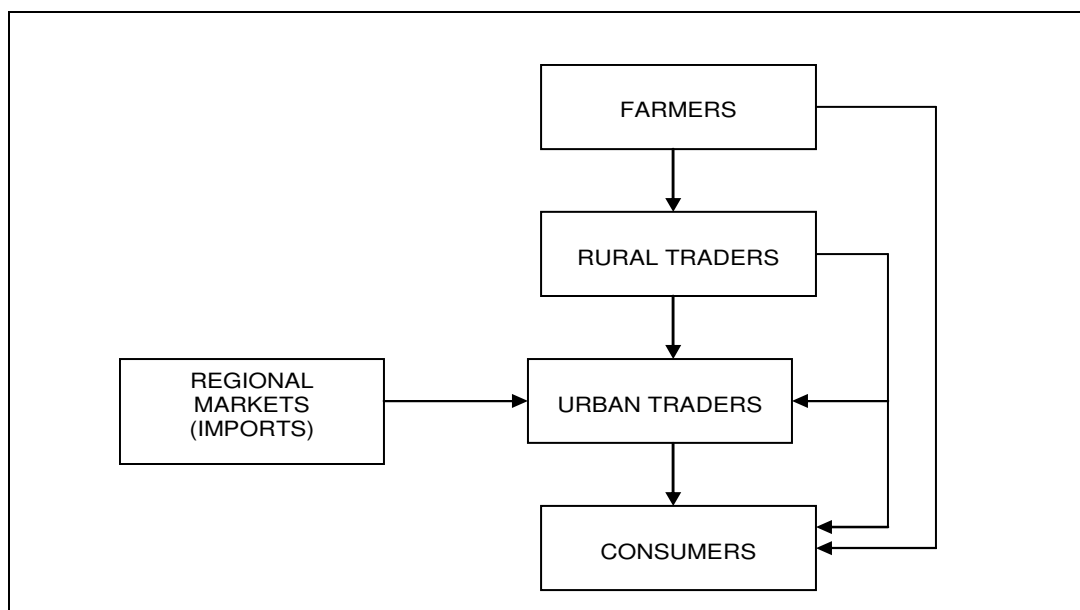 FARMERS
RURAL TRADERS
REGIONAL
MARKETS
(IMPORTS)
URBAN TRADERS
CONSUMERS